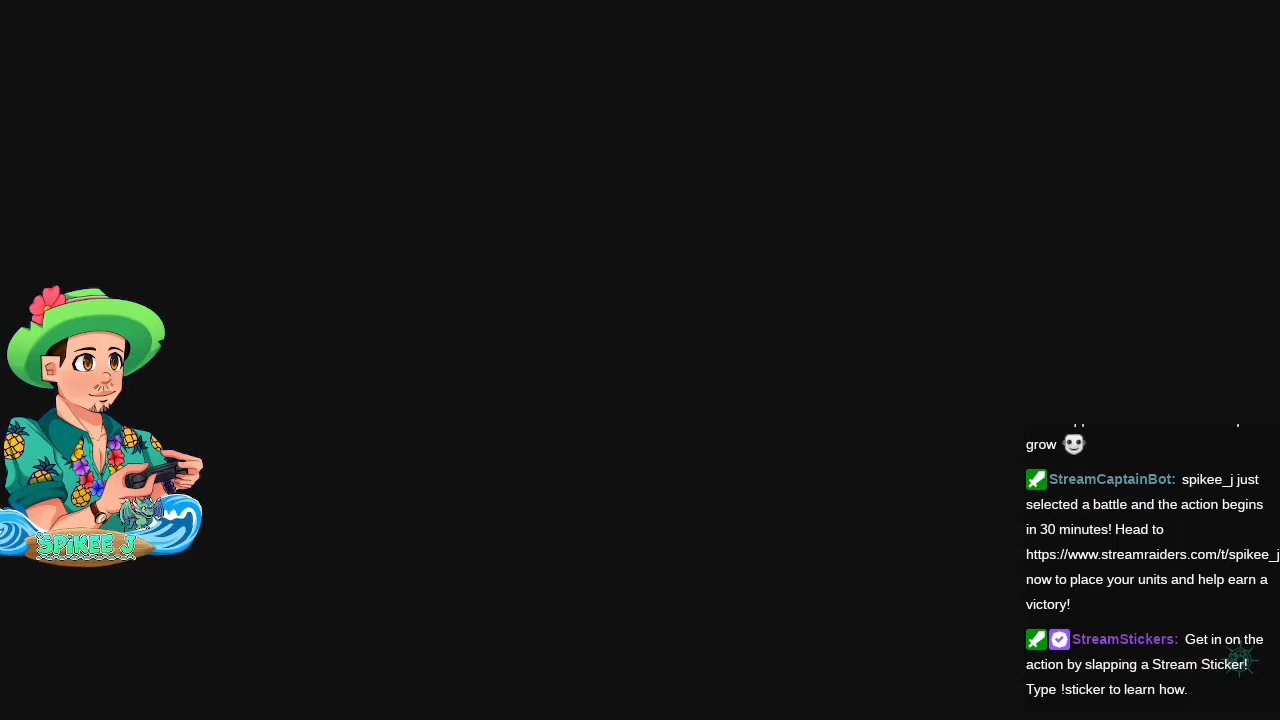 grow
StreamCaptainBot: spikee_j just
selected a battle and the action begins
in 30 minutes! Head to
https://www.streamraiders.com/t/spikee_j
now to place your units and help earn a
victory!
StreamStickers: Get in on the
action by slapping a Stream Sticker!
Type !sticker to learn how.
SPIKEE J